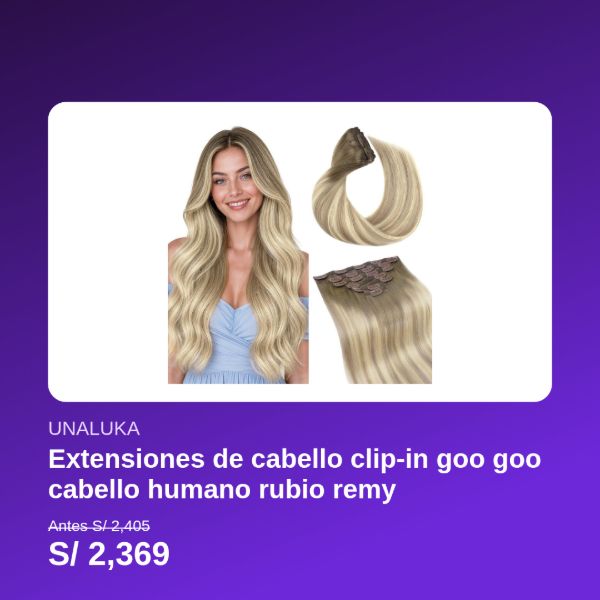 UNALUKA
Extensiones de cabello clip-in goo goo
cabello humano rubio remy
Antes S/ 2,405
S/ 2,369